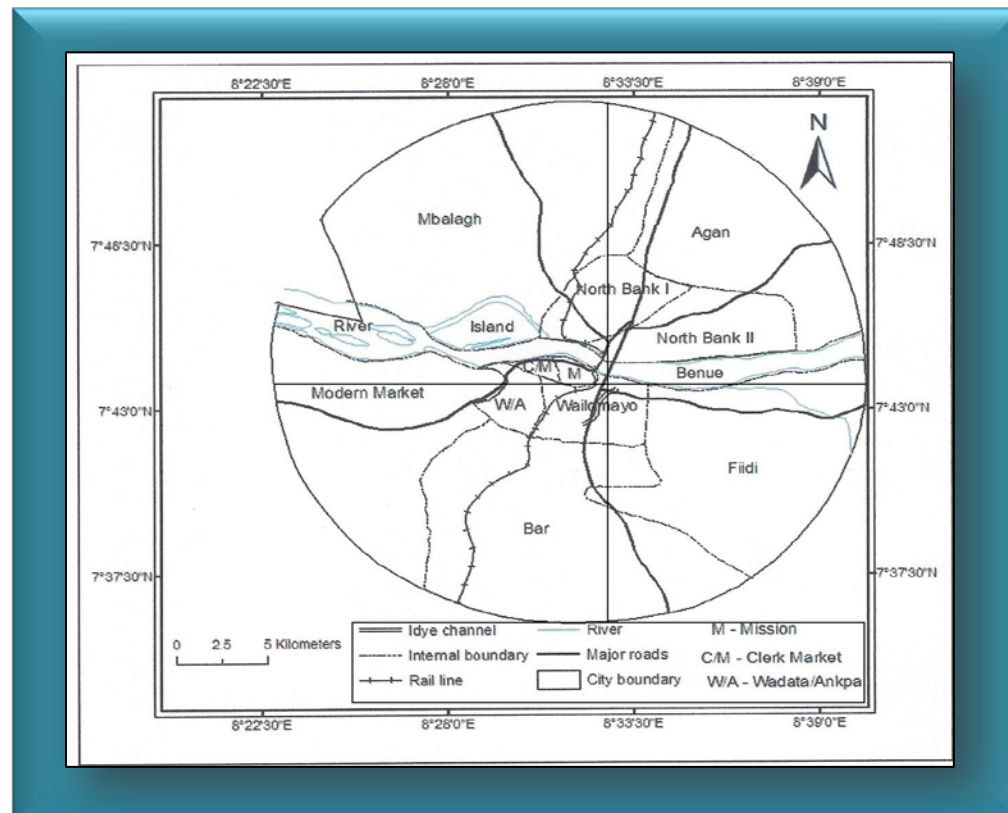 8°22'30"E 8°28'0"E 8°33'30"E 8°39'0"E
N
Mbalagh
Agan
7°48'30"N 7°48'30"N
North Bank I
River
Island
North Bank II
C/M
M
Benue
Modern Market
W/A
Wailomayo
7°43'0"N 7°43'0"N
Fiidi
Bar
7°37'30"N 7°37'30"N
0 2.5 5 Kilometers
Idye channel River M - Mission
Internal boundary Major roads C/M - Clerk Market
Rail line City boundary W/A - Wadata/Ankpa
8°22'30"E 8°28'0"E 8°33'30"E 8°39'0"E